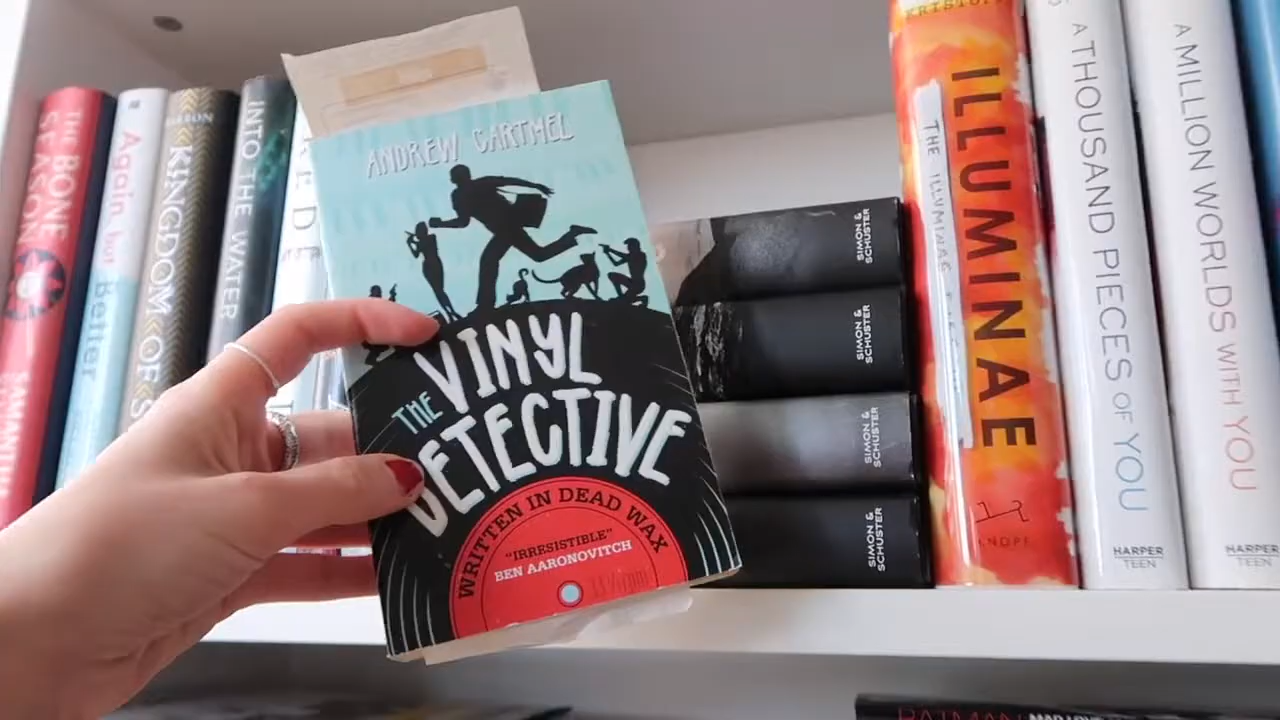 ANDREW CARTMEL
THE
VINYL
DETECTIVE
WRITTEN IN DEAD WAX
"IRRESISTIBLE"
BEN AARONOVITCH
THE BONE
SEASON
Again, but
Better
KINGDOM OF
INTO THE WATER
SIMON &
SCHUSTER
SIMON &
SCHUSTER
SIMON &
SCHUSTER
SIMON &
SCHUSTER
ILLUMINAE
THE ILLUMINAE
KNOPF
A THOUSAND PIECES OF YOU
HARPER
TEEN
A MILLION WORLDS WITH YOU
HARPER
TEEN
BATMAN